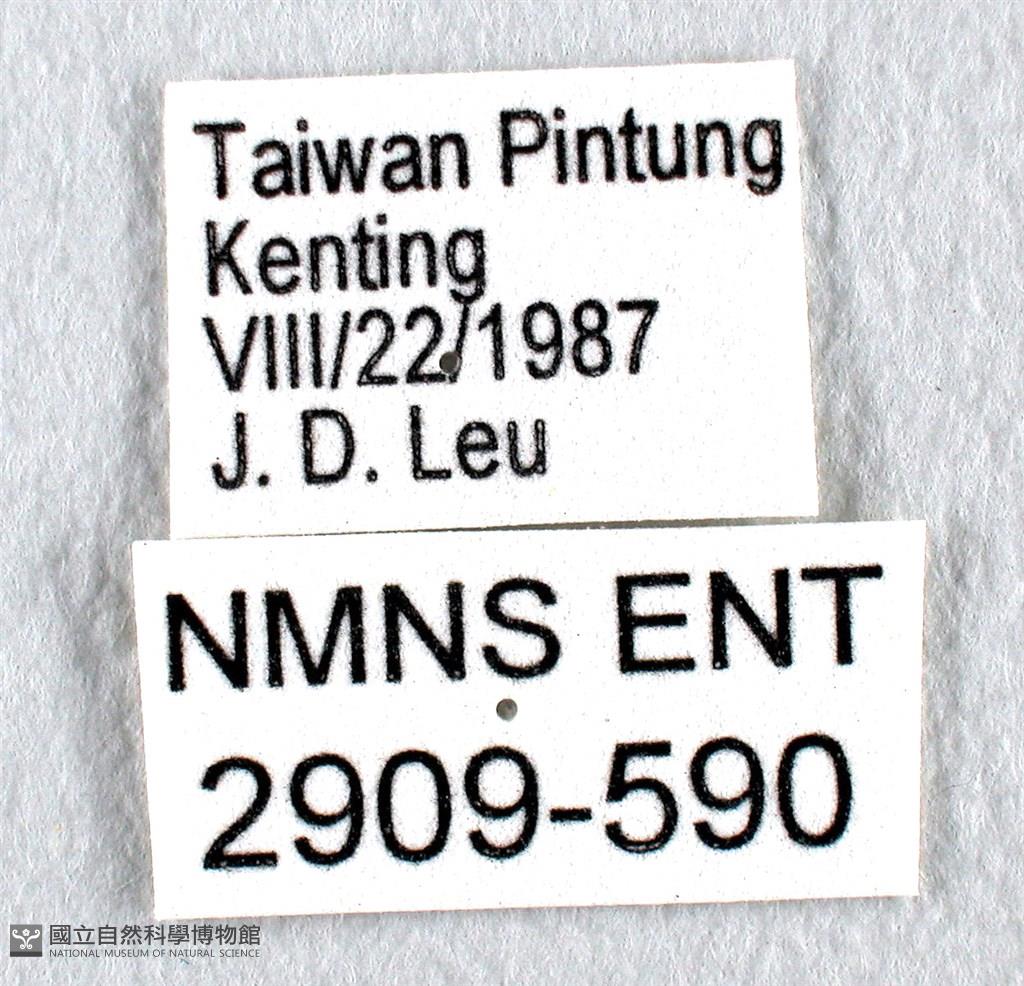 Taiwan Pintung
Kenting
VIII/22/1987
J. D. Leu
NMNS ENT
2909-590
國立自然科學博物館
NATIONAL MUSEUM OF NATURAL SCIENCE